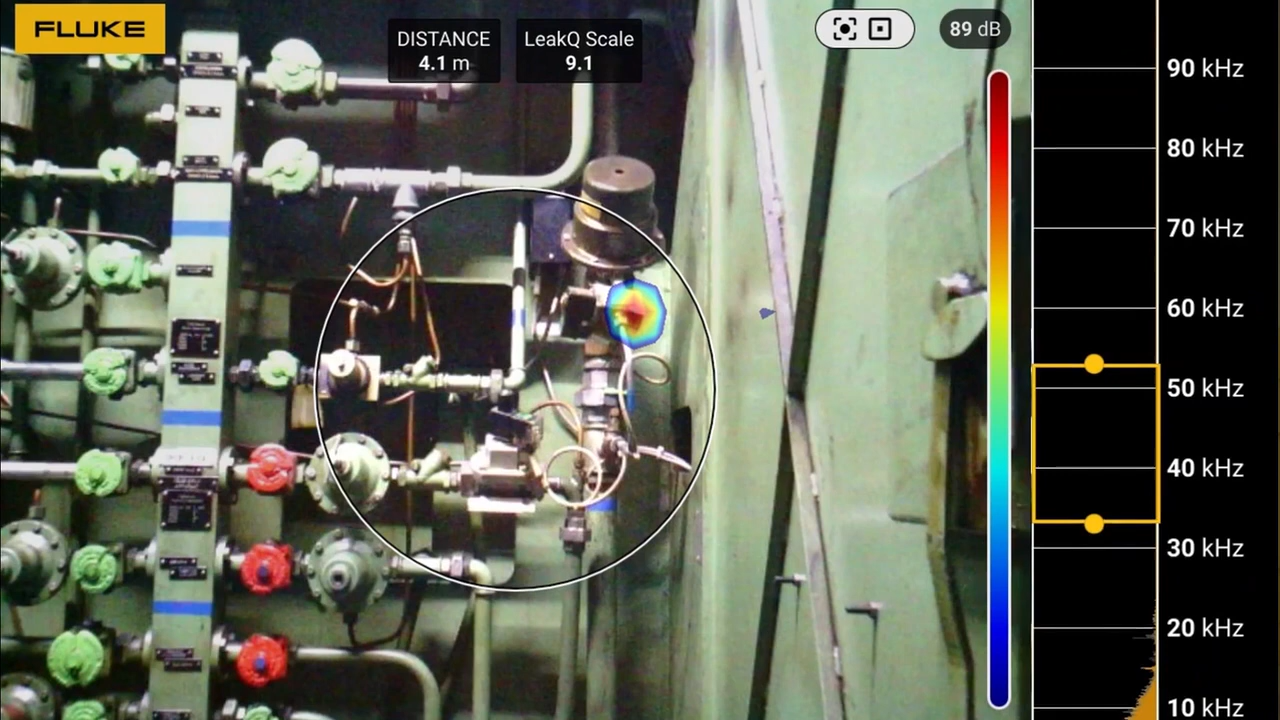 FLUKE
DISTANCE
4.1 m
LeakQ Scale
9.1
89 dB
90 kHz
80 kHz
70 kHz
60 kHz
50 kHz
40 kHz
30 kHz
20 kHz
10 kHz